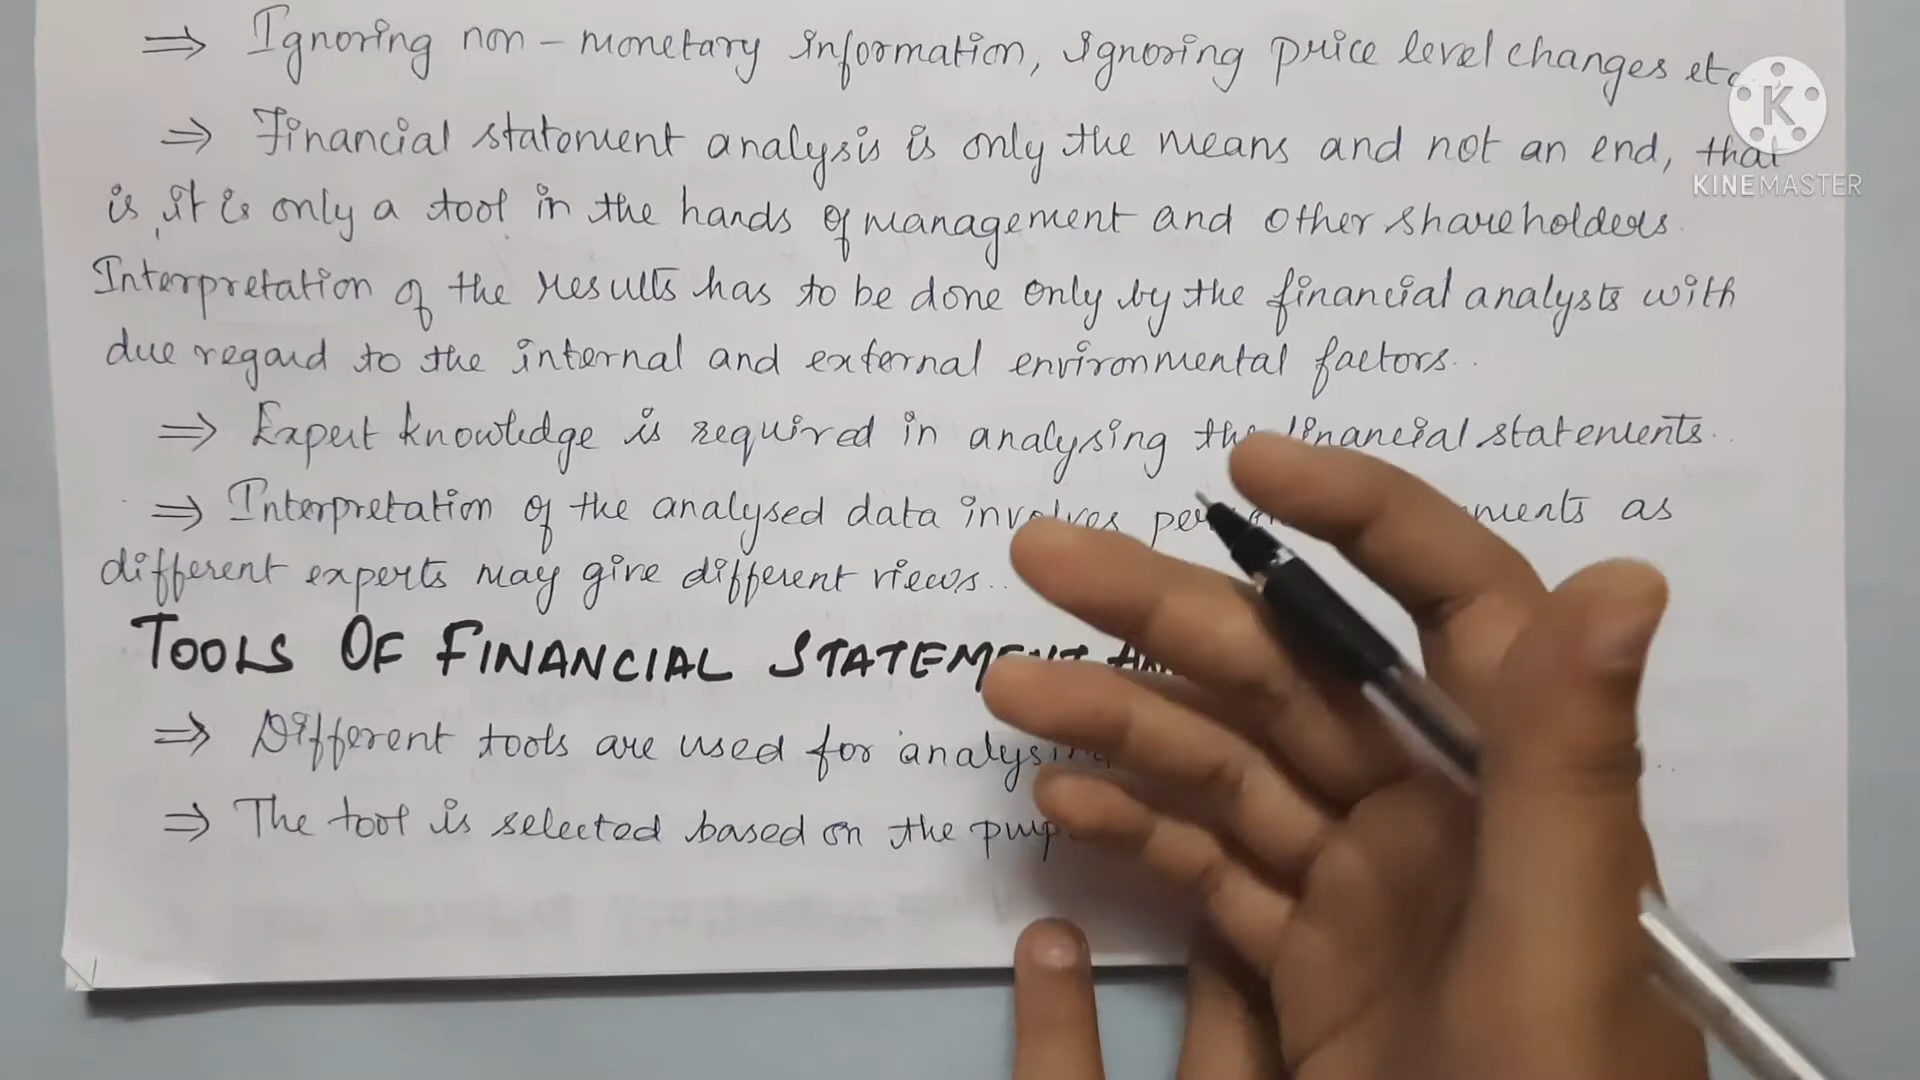 ⇒ Ignoring non-monetary information, ignoring price level changes etc
⇒ Financial statement analysis is only the means and not an end, that
is, it is only a tool in the hands of management and other shareholders.
Interpretation of the results has to be done only by the financial analysts with
due regard to the internal and external environmental factors..
⇒ Expert knowledge is required in analysing the financial statements..
⇒ Interpretation of the analysed data involves as
different experts may give different views..
TOOLS OF FINANCIAL STATEMENT
⇒ Different tools are used for
⇒ The tool is selected based on the
K
KINEMASTER